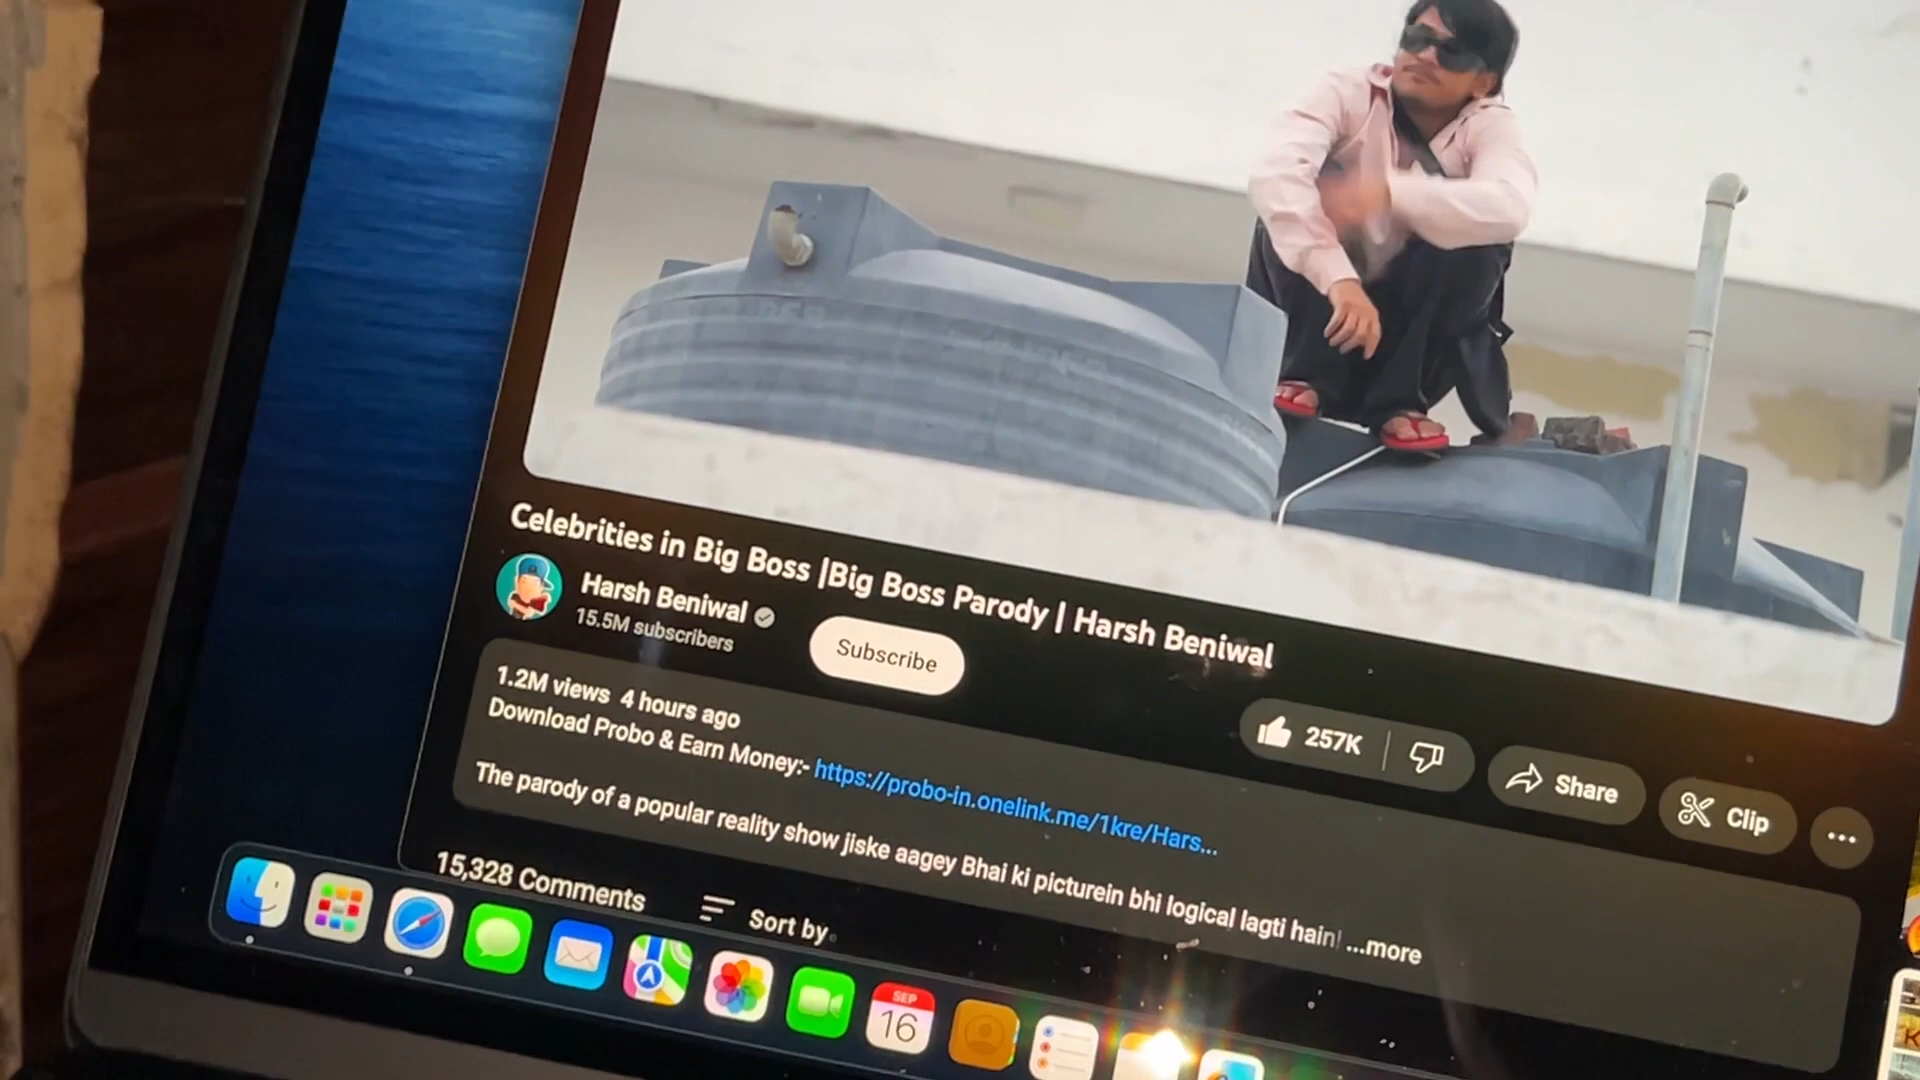 Celebrities in Big Boss |Big Boss Parody | Harsh Beniwal
Harsh Beniwal
15.5M subscribers
Subscribe
257K
Share
Clip
1.2M views 4 hours ago
Download Probo & Earn Money:- https://probo-in.onelink.me/1kre/Hars...
The parody of a popular reality show jiske aagey Bhai ki picturein bhi logical lagti hain! ...more
15,328 Comments
Sort by
SEP
16